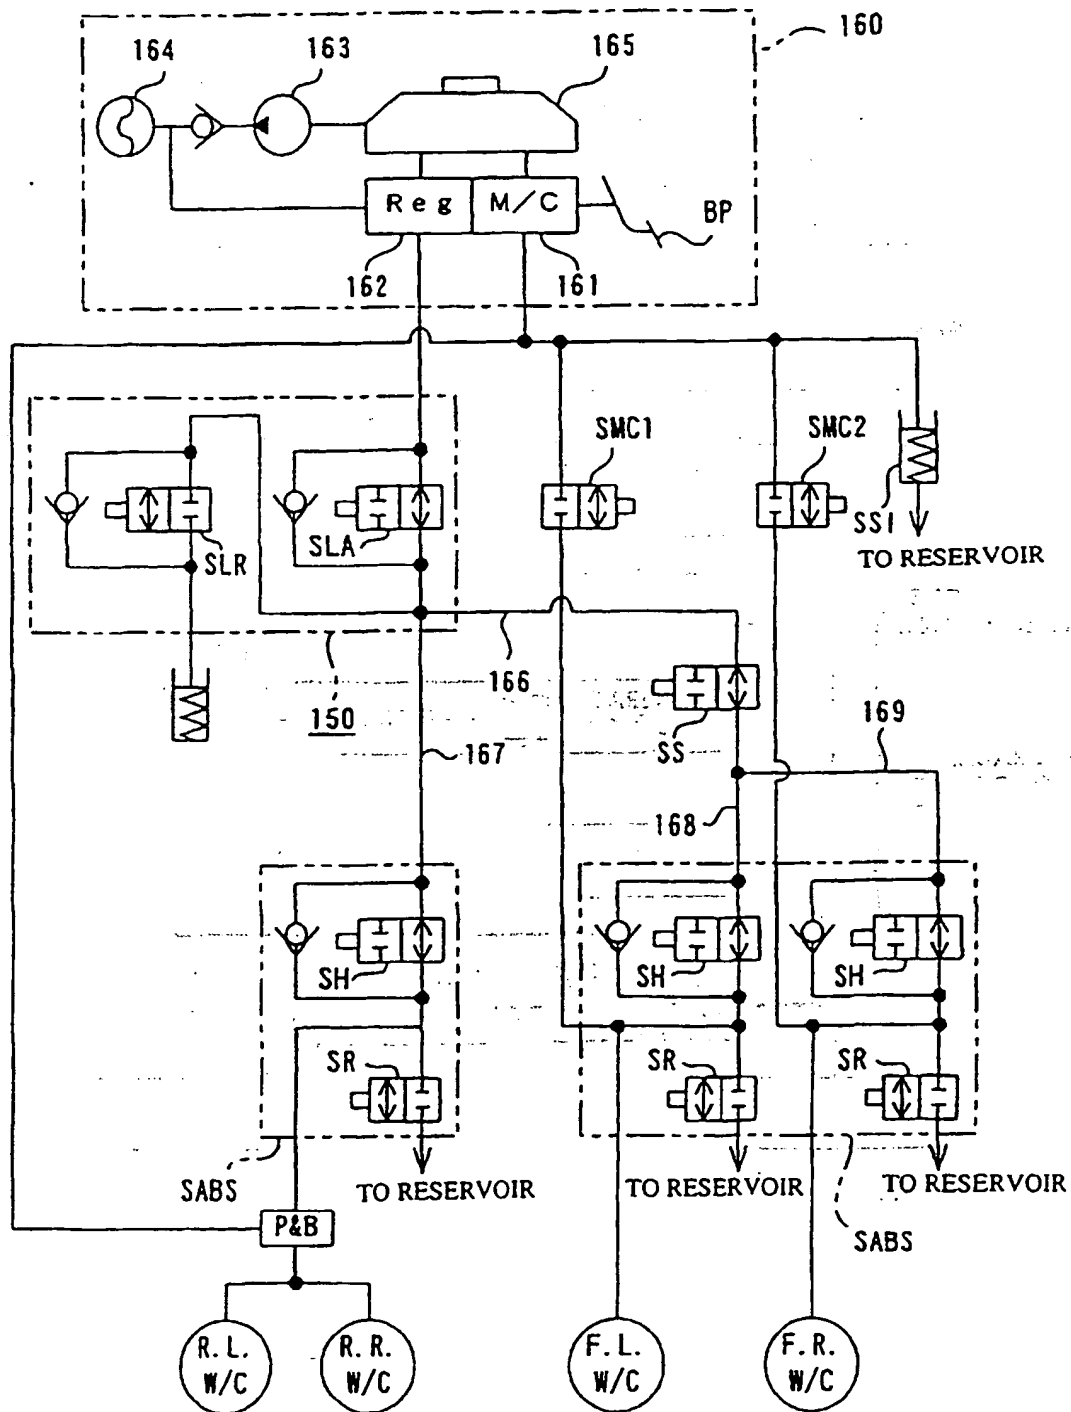 160
164
163
165
Reg
M/C
BP
162
161
SMC1
SMC2
SLR
SLA
SSI
TO RESERVOIR
150
166
SS
169
167
168
SH
SH
SH
SR
SR
SR
SABS
TO RESERVOIR
TO RESERVOIR
TO RESERVOIR
P&B
SABS
R.L.
W/C
R.R.
W/C
F.L.
W/C
F.R.
W/C